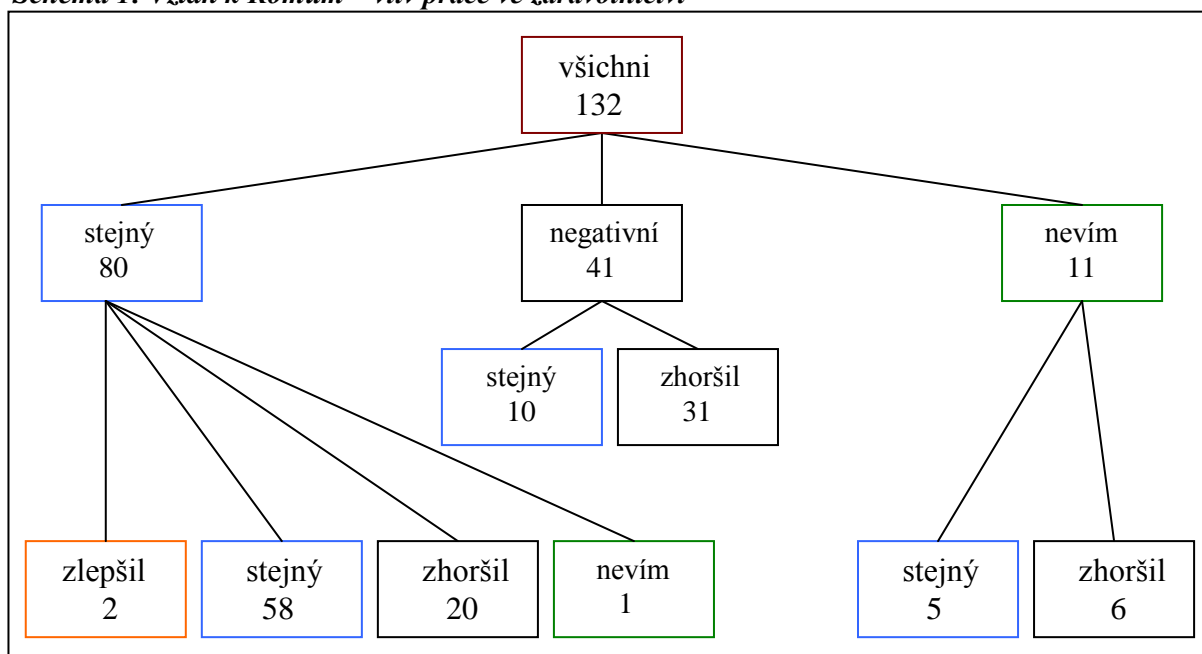 všichni
132
stejný
80
negativní
41
nevím
11
stejný
10
zhoršil
31
zlepšil
2
stejný
58
zhoršil
20
nevím
1
stejný
5
zhoršil
6